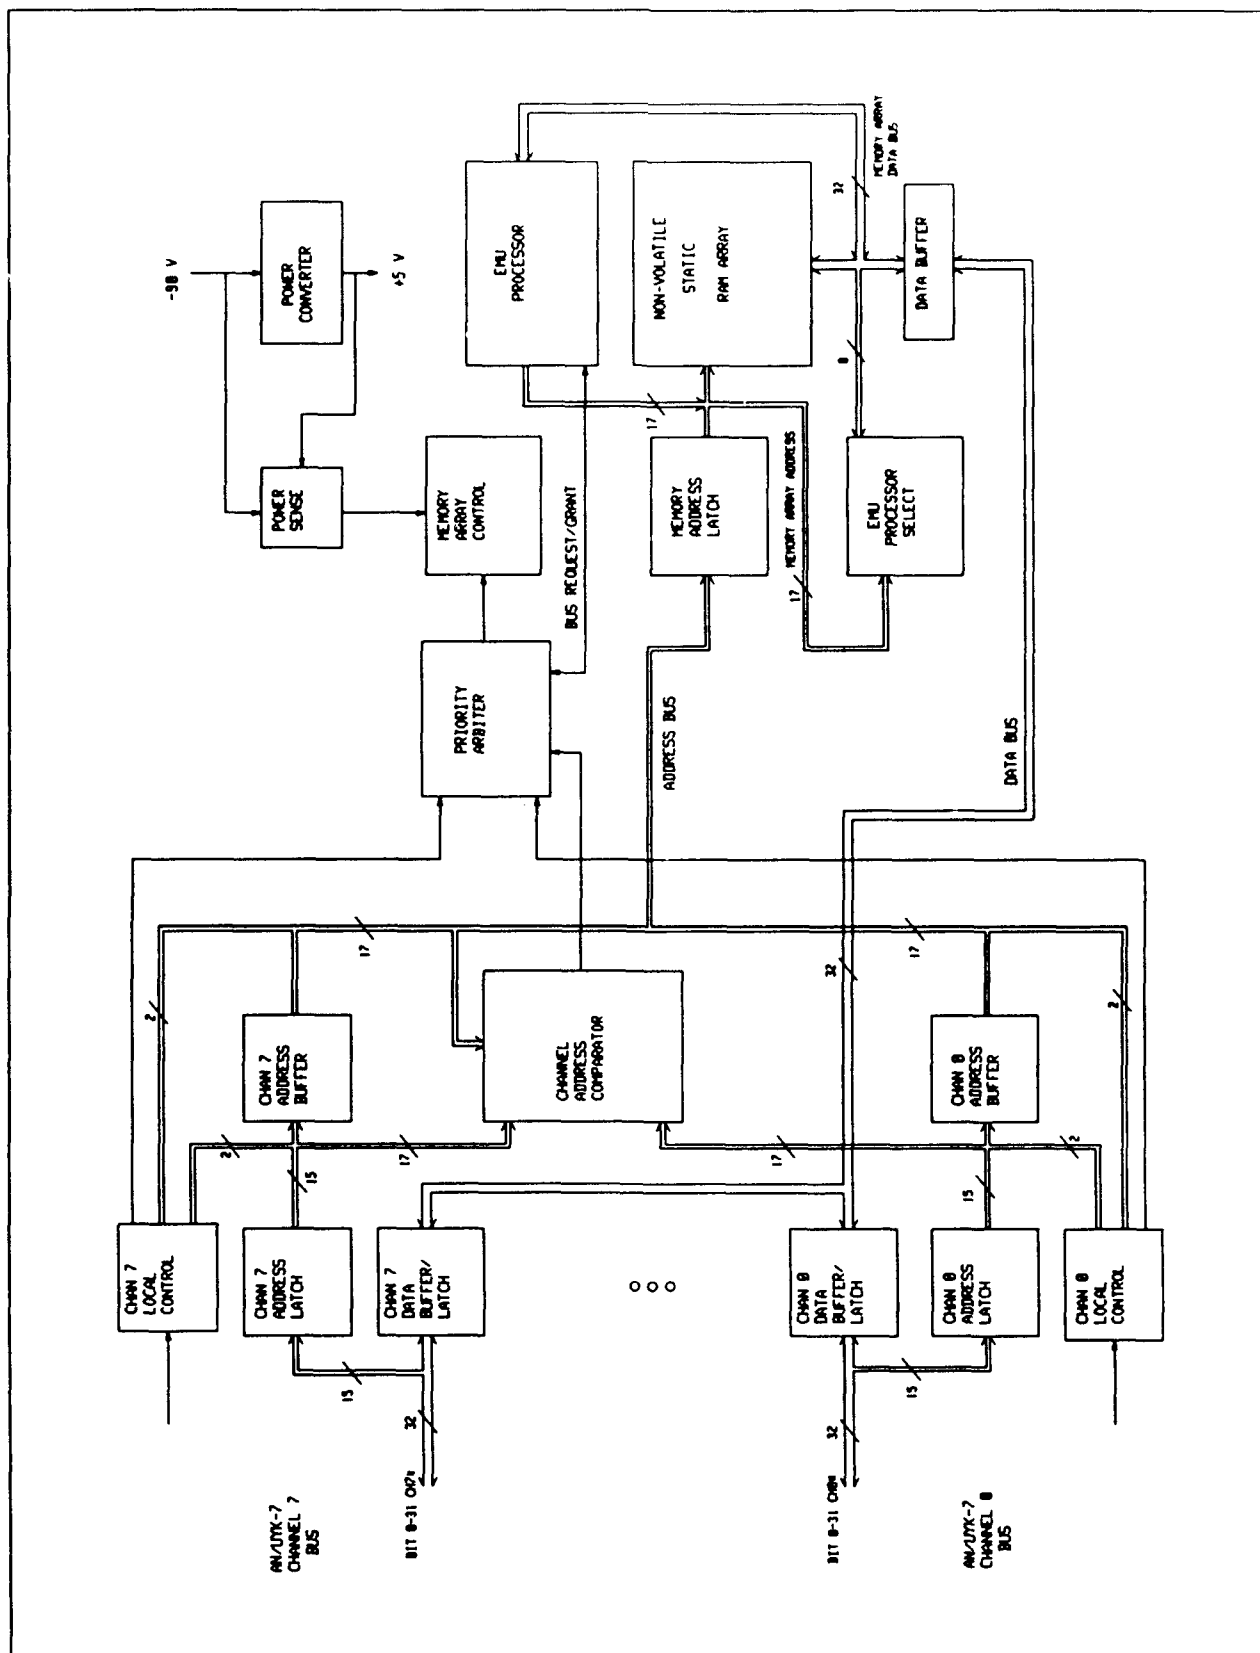 AN/UYK-7
CHANNEL 7
BUS
BIT 0-31 CH7*
32
15
CHAN 7
LOCAL
CONTROL
CHAN 7
ADDRESS
LATCH
CHAN 7
DATA
BUFFER/
LATCH
2
15
17
2
CHAN 7
ADDRESS
BUFFER
17
CHANNEL
ADDRESS
COMPARATOR
AN/UYK-7
CHANNEL 0
BUS
BIT 0-31 CH0*
32
15
CHAN 0
DATA
BUFFER/
LATCH
CHAN 0
ADDRESS
LATCH
CHAN 0
LOCAL
CONTROL
17
15
2
CHAN 0
ADDRESS
BUFFER
32
17
2
PRIORITY
ARBITER
ADDRESS BUS
DATA BUS
BUS REQUEST/GRANT
POWER
SENSE
MEMORY
ARRAY
CONTROL
MEMORY
ADDRESS
LATCH
17
MEMORY ARRAY ADDRESS
17
EMU
PROCESSOR
SELECT
-90 V
POWER
CONVERTER
+5 V
EMU
PROCESSOR
NON-VOLATILE
STATIC
RAM ARRAY
8
32
MEMORY ARRAY
DATA BUS
DATA BUFFER